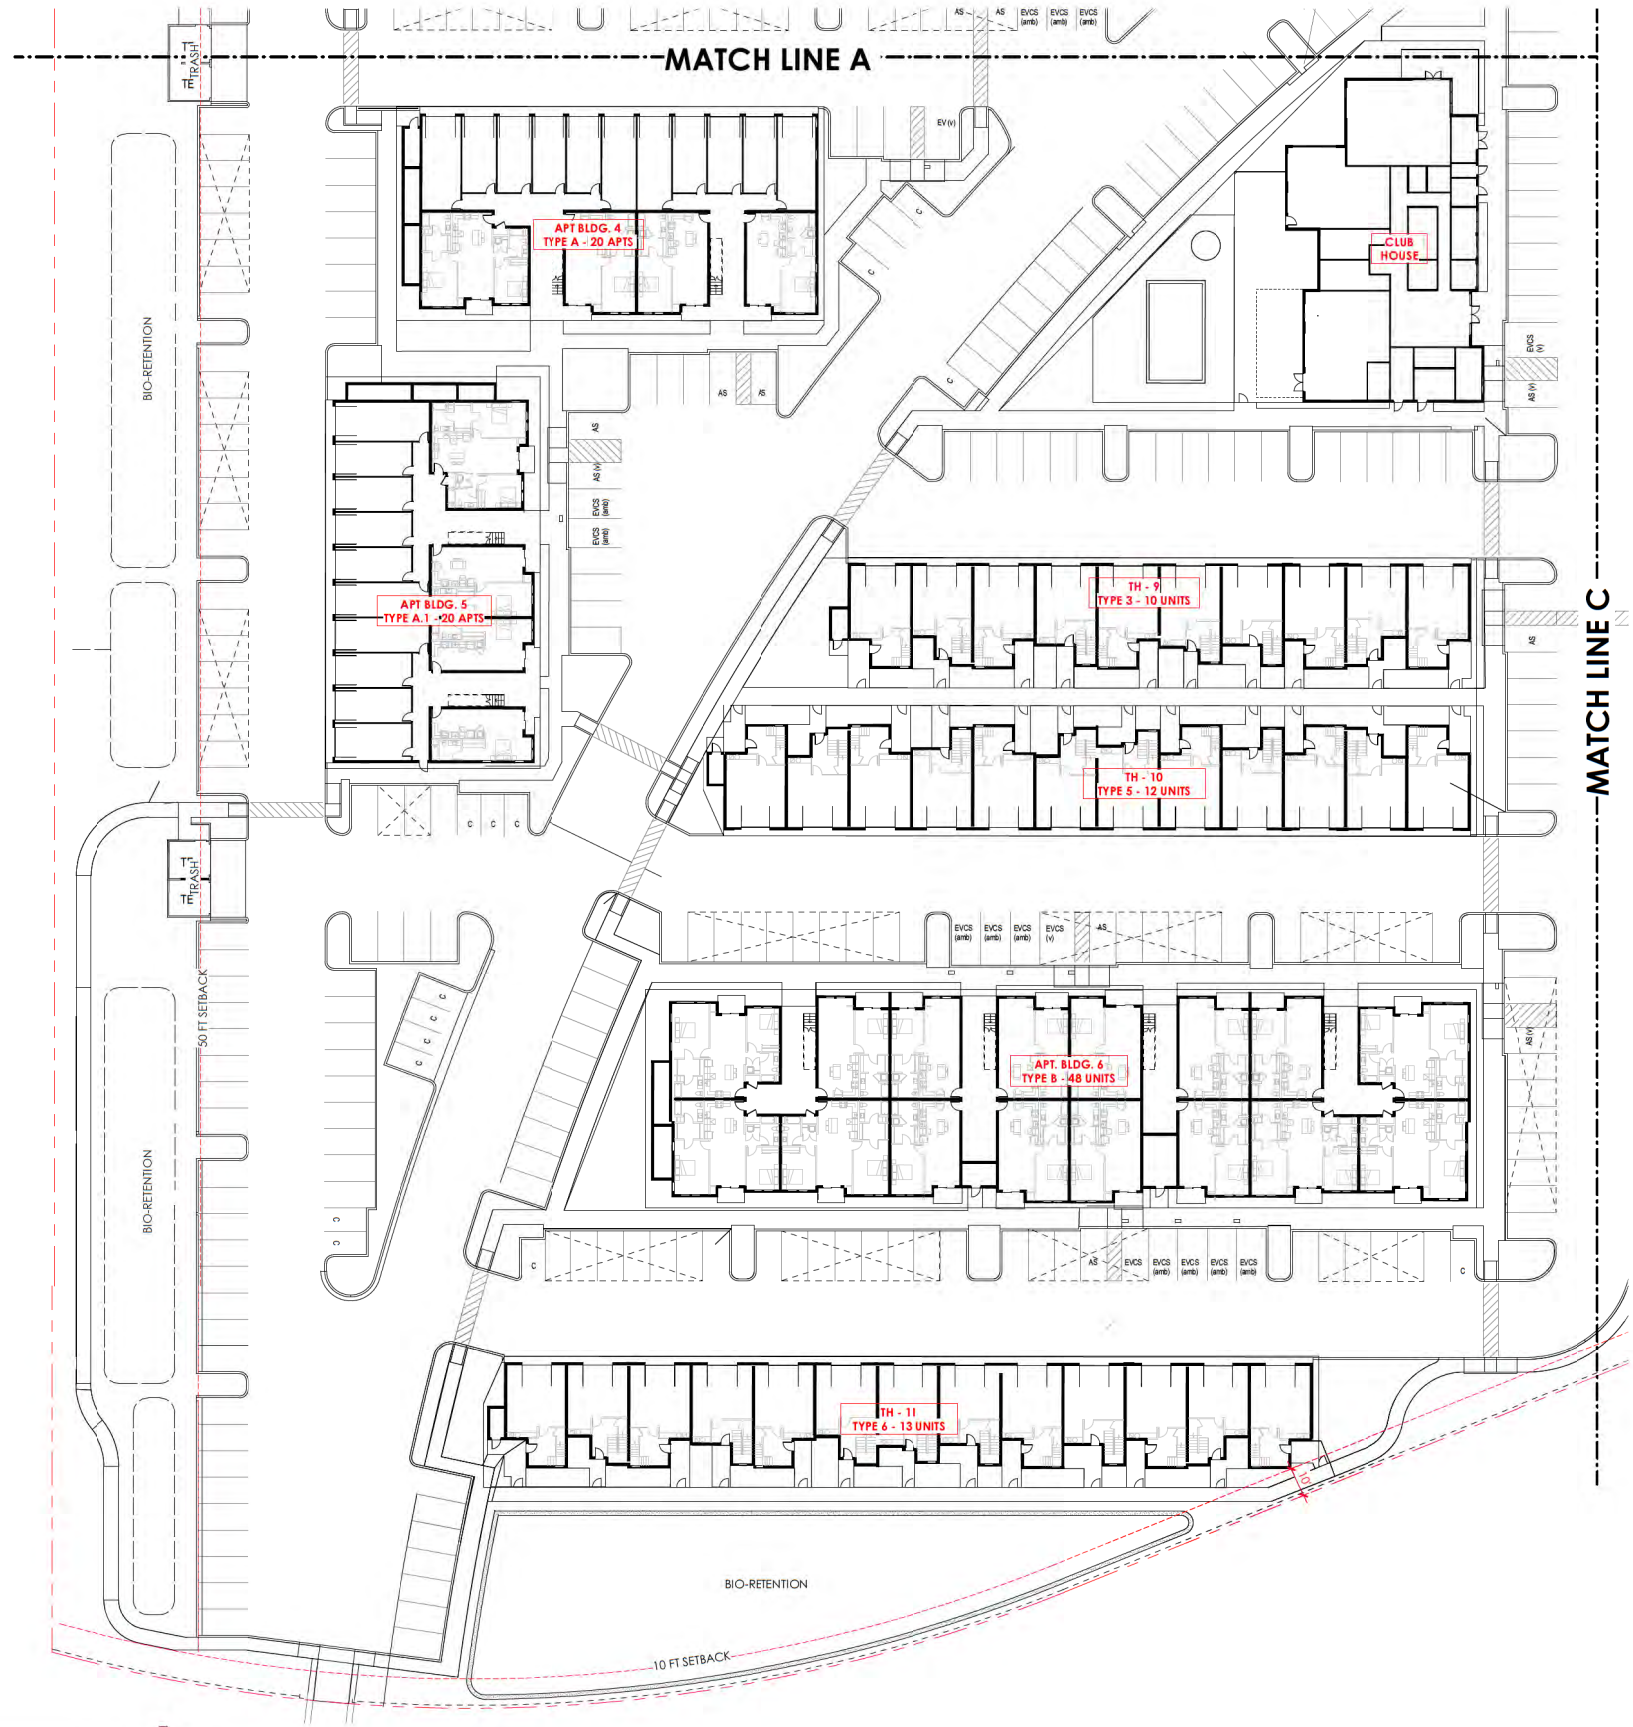 AS
AS
EVCS
(amb)
EVCS
(amb)
EVCS
(amb)
TRASH
TE
MATCH LINE A
EV (v)
C
C
APT BLDG. 4
TYPE A - 20 APTS
CLUB
HOUSE
BIO-RETENTION
EVCS
(v)
AS (v)
AS
AS
C
AS
AS (v)
EVCS
(amb)
EVCS
(amb)
APT BLDG. 5
TYPE A.1 - 20 APTS
TH - 9
TYPE 3 - 10 UNITS
AS
MATCH LINE C
TH - 10
TYPE 5 - 12 UNITS
C
C
C
TRASH
TE
50 FT SETBACK
EVCS
(amb)
EVCS
(amb)
EVCS
(amb)
EVCS
(v)
AS
C
C
C
C
AS (v)
APT. BLDG. 6
TYPE B - 48 UNITS
BIO-RETENTION
C
C
C
AS
EVCS
EVCS
(amb)
EVCS
(amb)
EVCS
(amb)
EVCS
(amb)
C
TH - 11
TYPE 6 - 13 UNITS
10'
BIO-RETENTION
10 FT SETBACK